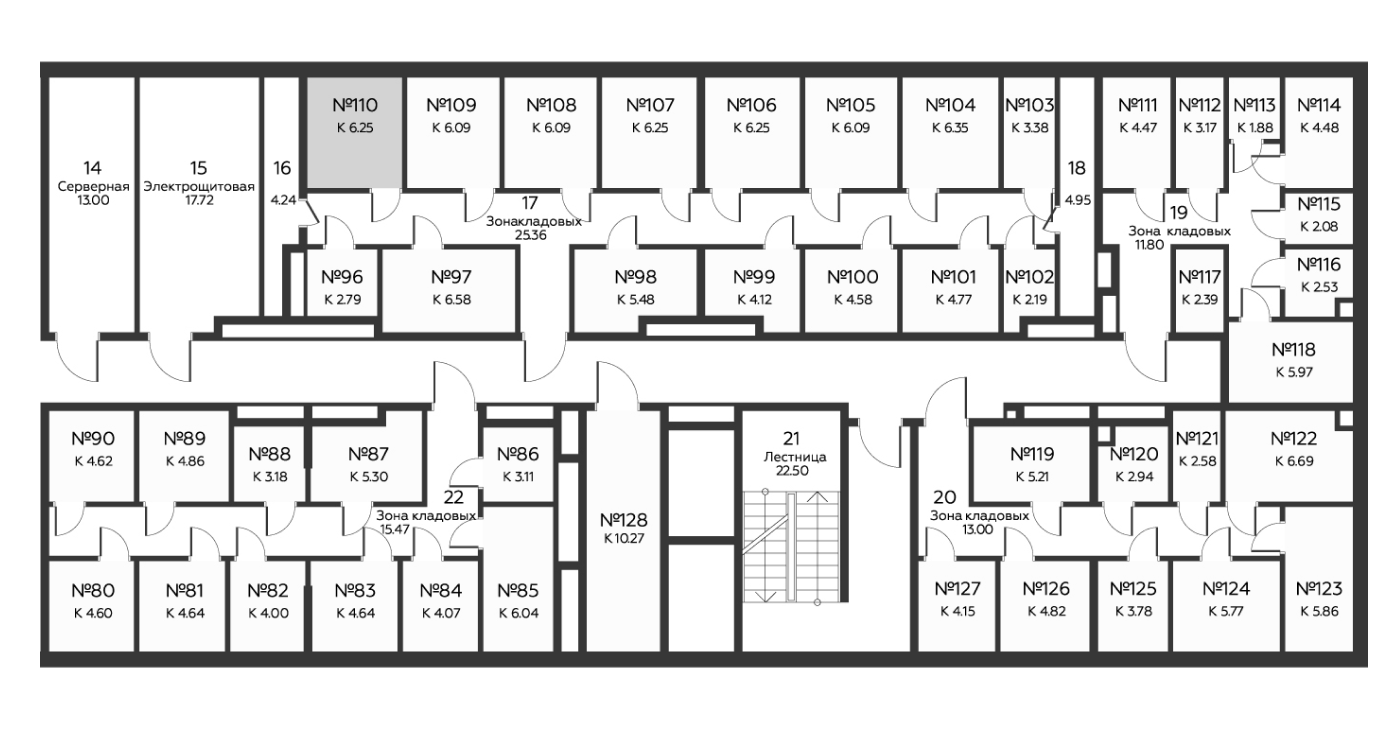 №110
К 6.25
№109
К 6.09
№108
К 6.09
№107
К 6.25
№106
К 6.25
№105
К 6.09
№104
К 6.35
№103
К 3.38
№111
К 4.47
№112
К 3.17
№113
К 1.88
№114
К 4.48
14
Серверная
13.00
15
Электрощитовая
17.72
16
4.24
17
Зонакладовых
25.36
18
4.95
19
Зона кладовых
11.80
№115
К 2.08
№96
К 2.79
№97
К 6.58
№98
К 5.48
№99
К 4.12
№100
К 4.58
№101
К 4.77
№102
К 2.19
№117
К 2.39
№116
К 2.53
№118
К 5.97
№90
К 4.62
№89
К 4.86
№88
К 3.18
№87
К 5.30
№86
К 3.11
21
Лестница
22.50
№119
К 5.21
№120
К 2.94
№121
К 2.58
№122
К 6.69
22
Зона кладовых
15.47
№128
К 10.27
20
Зона кладовых
13.00
№80
К 4.60
№81
К 4.64
№82
К 4.00
№83
К 4.64
№84
К 4.07
№85
К 6.04
№127
К 4.15
№126
К 4.82
№125
К 3.78
№124
К 5.77
№123
К 5.86